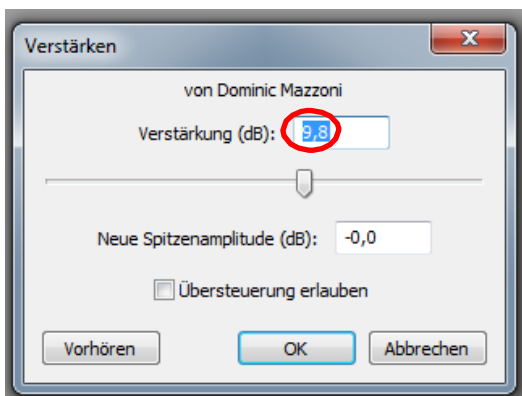 Verstärken
von Dominic Mazzoni
Verstärkung (dB): 9,8
Neue Spitzenamplitude (dB): -0,0
Übersteuerung erlauben
Vorhören OK Abbrechen